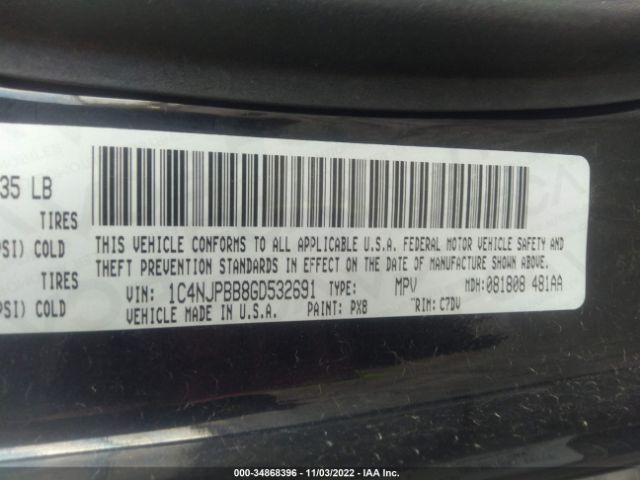 35 LB
TIRES
PSI) COLD
TIRES
PSI) COLD
THIS VEHICLE CONFORMS TO ALL APPLICABLE U.S.A. FEDERAL MOTOR VEHICLE SAFETY AND
THEFT PREVENTION STANDARDS IN EFFECT ON THE DATE OF MANUFACTURE SHOWN ABOVE.
VIN: 1C4NJPBB8GD532691 TYPE: MPV MDH: 081808 481AA
VEHICLE MADE IN U.S.A. PAINT: PX8 TRIM: C7DV
000-34868396 - 11/03/2022 - IAA Inc.